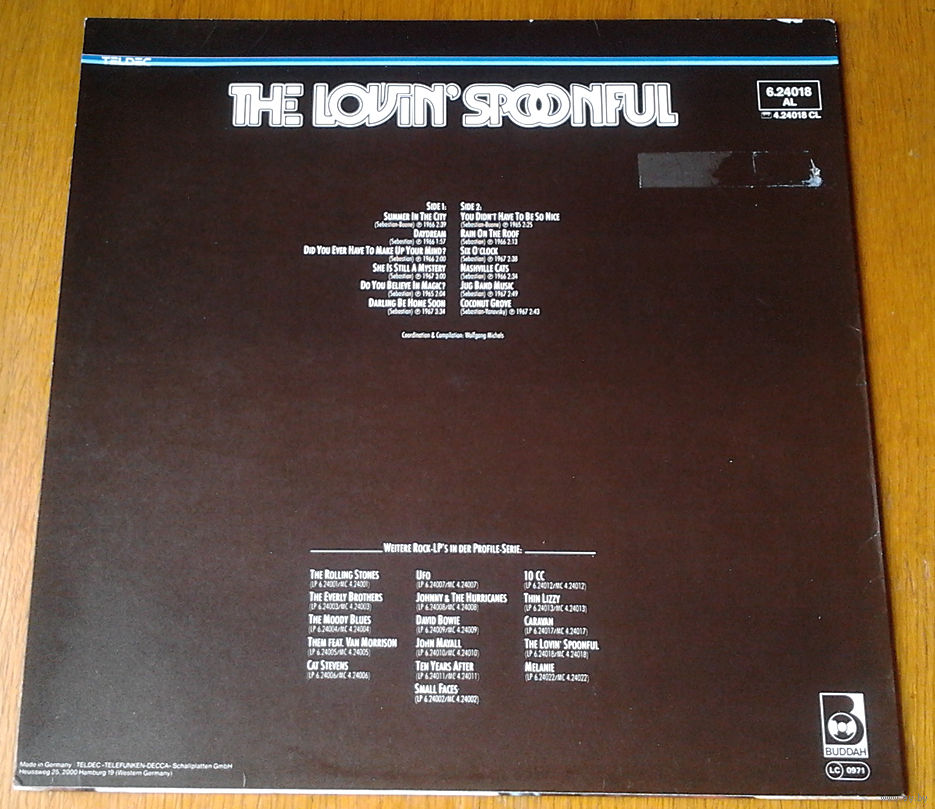 TELDEC
THE LOVIN' SPOONFUL
6.24018
AL
4.24018 CL
SIDE 1:
SUMMER IN THE CITY
(Sebastian-Boone) Ⓟ 1966 2:39
DAYDREAM
(Sebastian) Ⓟ 1966 1:57
DID YOU EVER HAVE TO MAKE UP YOUR MIND?
(Sebastian) Ⓟ 1966 2:00
SHE IS STILL A MYSTERY
(Sebastian) Ⓟ 1967 3:00
DO YOU BELIEVE IN MAGIC?
(Sebastian) Ⓟ 1965 2:04
DARLING BE HOME SOON
(Sebastian) Ⓟ 1967 3:34
SIDE 2:
YOU DIDN'T HAVE TO BE SO NICE
(Sebastian-Boone) Ⓟ 1965 2:25
RAIN ON THE ROOF
(Sebastian) Ⓟ 1966 2:13
SIX O'CLOCK
(Sebastian) Ⓟ 1967 2:38
NASHVILLE CATS
(Sebastian) Ⓟ 1966 2:34
JUG BAND MUSIC
(Sebastian) Ⓟ 1967 2:49
COCONUT GROVE
(Sebastian-Yanovsky) Ⓟ 1967 2:43
Coordination & Compilation: Wolfgang Michels
WEITERE ROCK-LP'S IN DER PROFILE-SERIE:
THE ROLLING STONES
(LP 6.24001/MC 4.24001)
THE EVERLY BROTHERS
(LP 6.24003/MC 4.24003)
THE MOODY BLUES
(LP 6.24004/MC 4.24004)
THEM FEAT. VAN MORRISON
(LP 6.24005/MC 4.24005)
CAT STEVENS
(LP 6.24006/MC 4.24006)
UFO
(LP 6.24007/MC 4.24007)
JOHNNY & THE HURRICANES
(LP 6.24008/MC 4.24008)
DAVID BOWIE
(LP 6.24009/MC 4.24009)
JOHN MAYALL
(LP 6.24010/MC 4.24010)
TEN YEARS AFTER
(LP 6.24011/MC 4.24011)
SMALL FACES
(LP 6.24002/MC 4.24002)
10 CC
(LP 6.24012/MC 4.24012)
THIN LIZZY
(LP 6.24013/MC 4.24013)
CARAVAN
(LP 6.24017/MC 4.24017)
THE LOVIN' SPOONFUL
(LP 6.24018/MC 4.24018)
MELANIE
(LP 6.24022/MC 4.24022)
BUDDAH
LC 0971
Made in Germany TELDEC »TELEFUNKEN-DECCA« Schallplatten GmbH
Heussweg 25, 2000 Hamburg 19 (Western Germany)